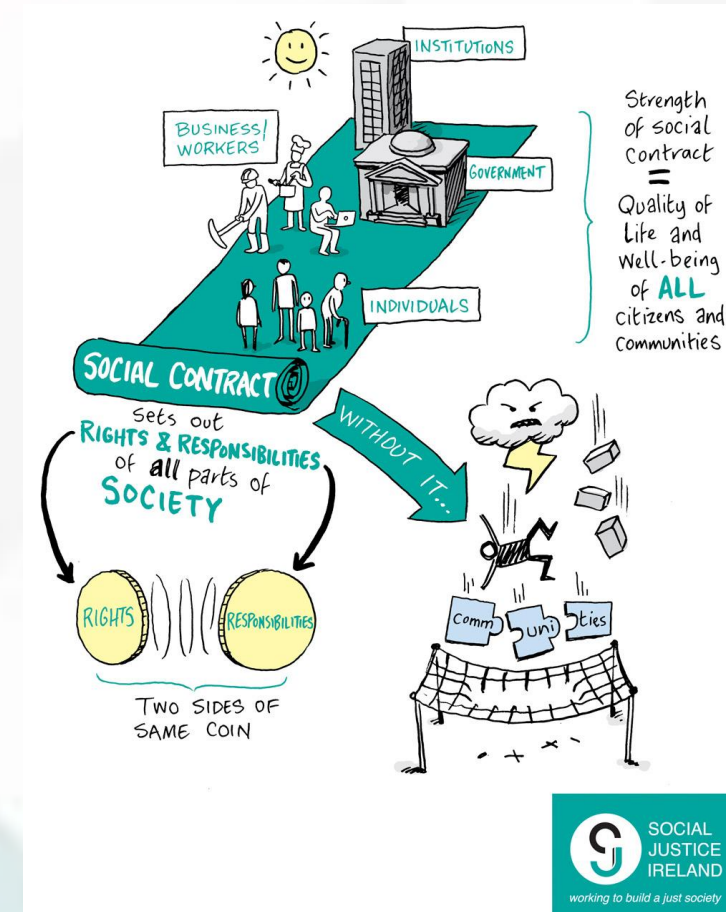 INSTITUTIONS
BUSINESS/
WORKERS
GOVERNMENT
INDIVIDUALS
Strength
of social
Contract
=
Quality of
Life and
Well-being
of ALL
citizens and
Communities
SOCIAL CONTRACT
sets out
RIGHTS & RESPONSIBILITIES
of all parts of
SOCIETY
WITHOUT IT...
RIGHTS
RESPONSIBILITIES
TWO SIDES OF
SAME COIN
Comm uni ties
SOCIAL
JUSTICE
IRELAND
working to build a just society